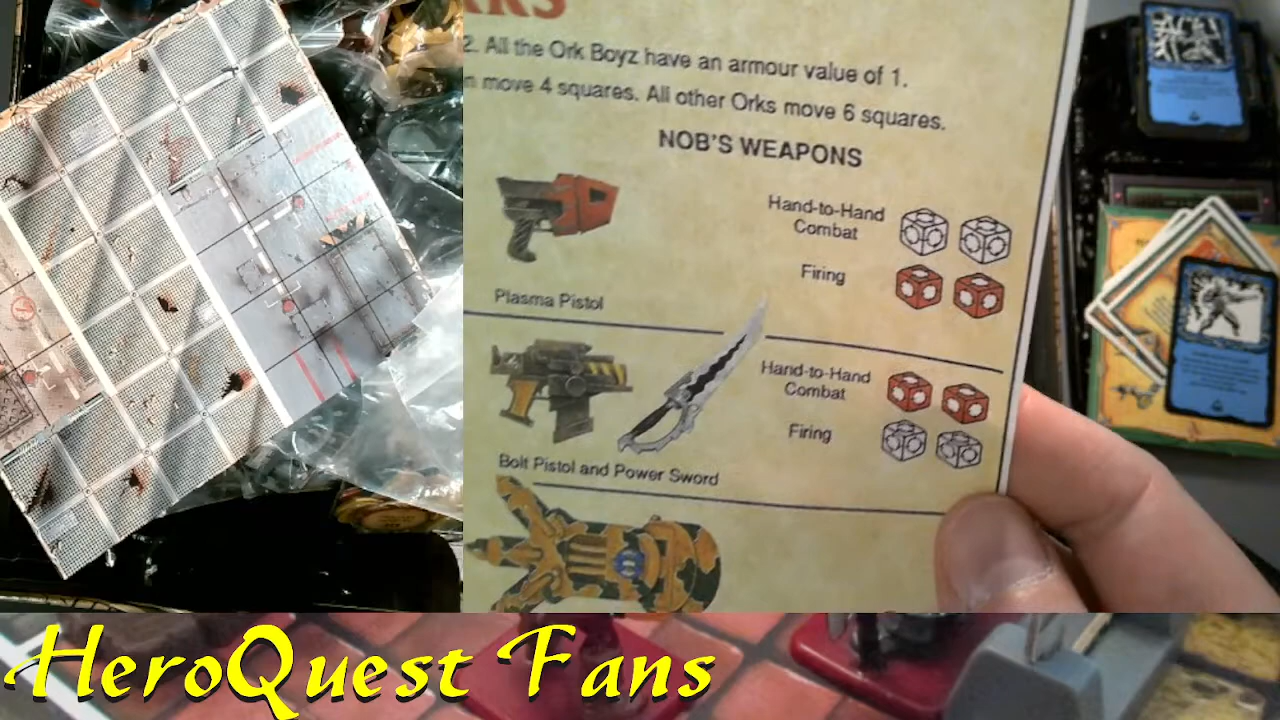 RKS
2. All the Ork Boyz have an armour value of 1.
move 4 squares. All other Orks move 6 squares.
NOB'S WEAPONS
Hand-to-Hand
Combat
Firing
Plasma Pistol
Hand-to-Hand
Combat
Firing
Bolt Pistol and Power Sword
HeroQuest Fans